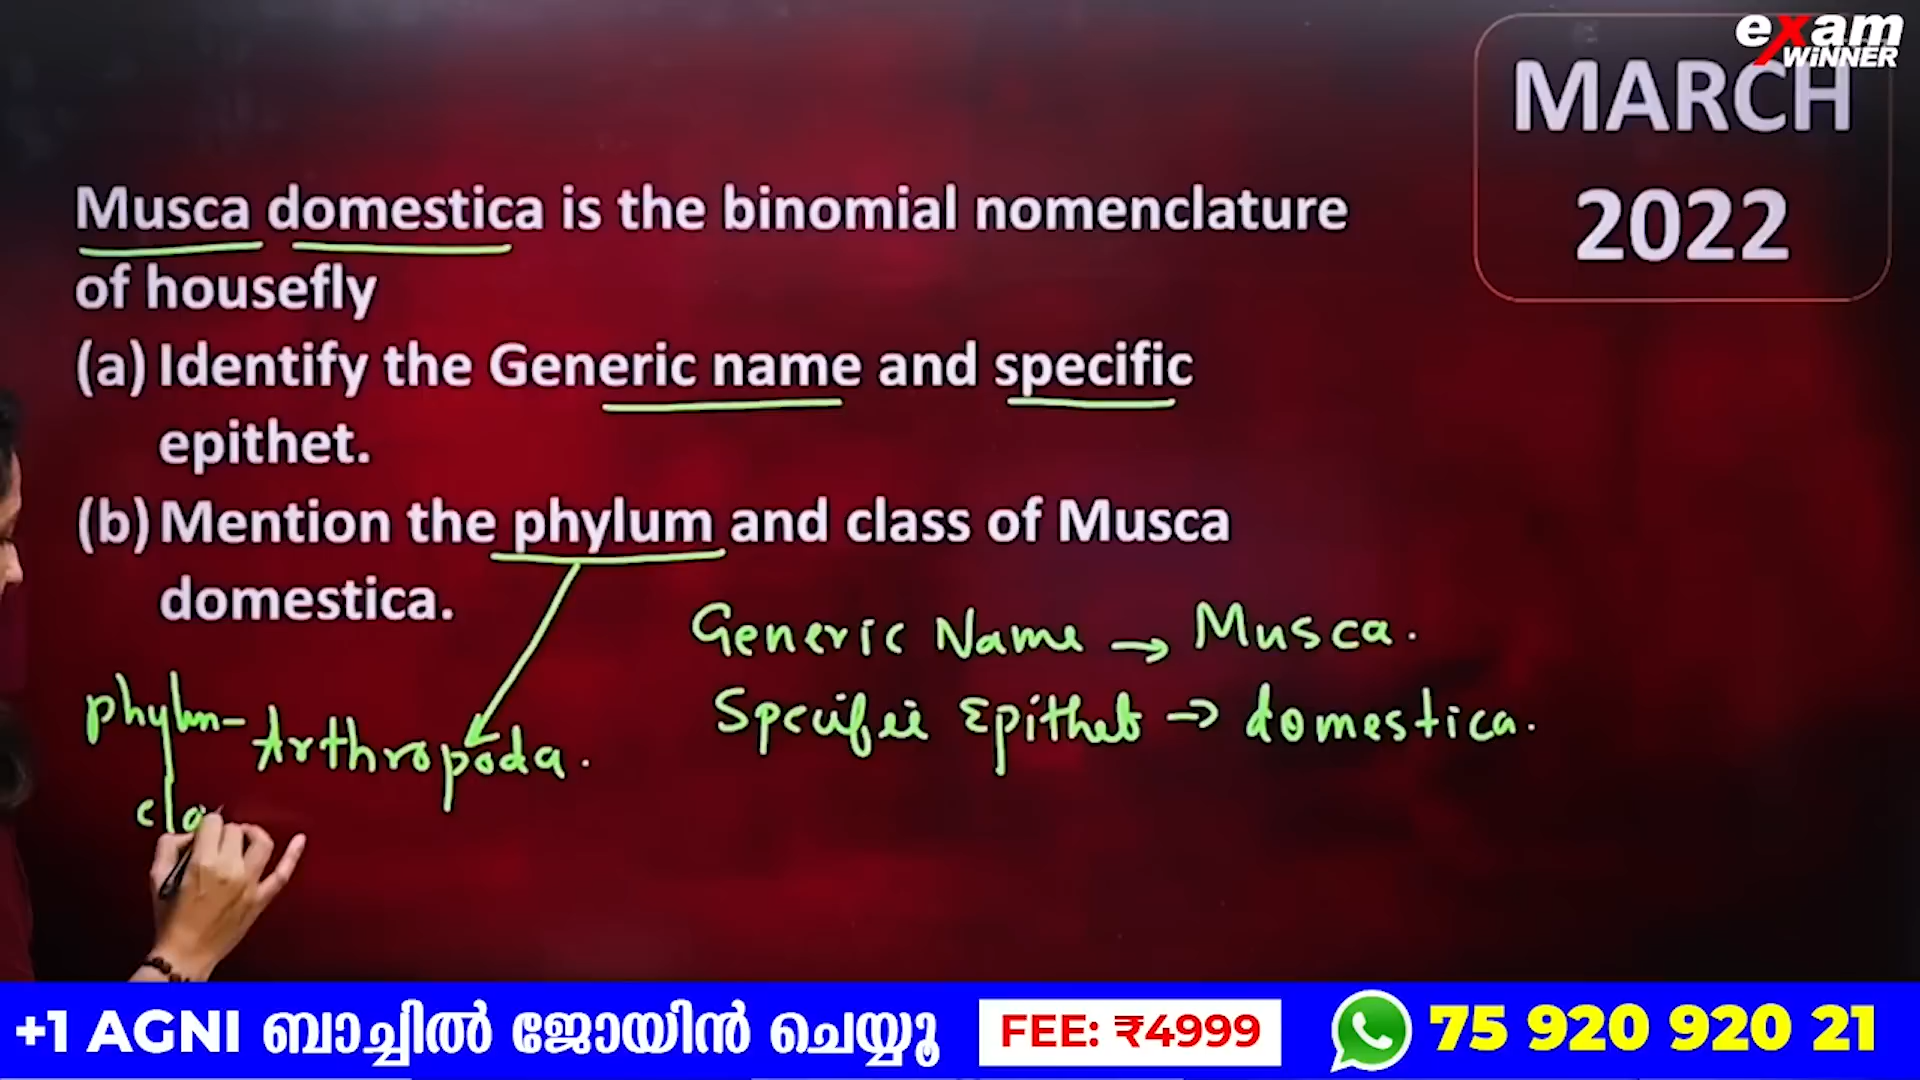 exam
WiNNER
MARCH
2022
Musca domestica is the binomial nomenclature
of housefly
(a) Identify the Generic name and specific
epithet.
(b) Mention the phylum and class of Musca
domestica.
Generic Name → Musca.
Specific Epithet → domestica.
phylum - Arthropoda.
cla
+1 AGNI ബാച്ചിൽ ജോയിൻ ചെയ്യൂ
FEE: ₹4999
75 920 920 21